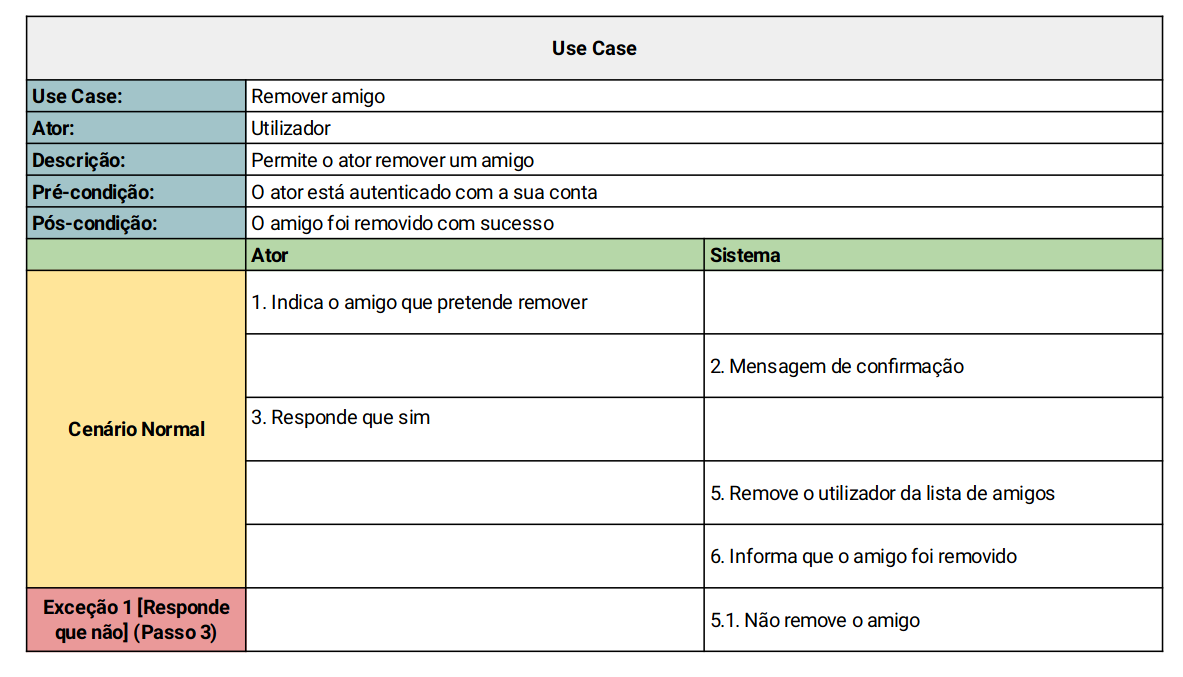 Use Case
Use Case:
Remover amigo
Ator:
Utilizador
Descrição:
Permite o ator remover um amigo
Pré-condição:
O ator está autenticado com a sua conta
Pós-condição:
O amigo foi removido com sucesso
Ator
Sistema
Cenário Normal
1. Indica o amigo que pretende remover
2. Mensagem de confirmação
3. Responde que sim
5. Remove o utilizador da lista de amigos
6. Informa que o amigo foi removido
Exceção 1 [Responde
que não] (Passo 3)
5.1. Não remove o amigo